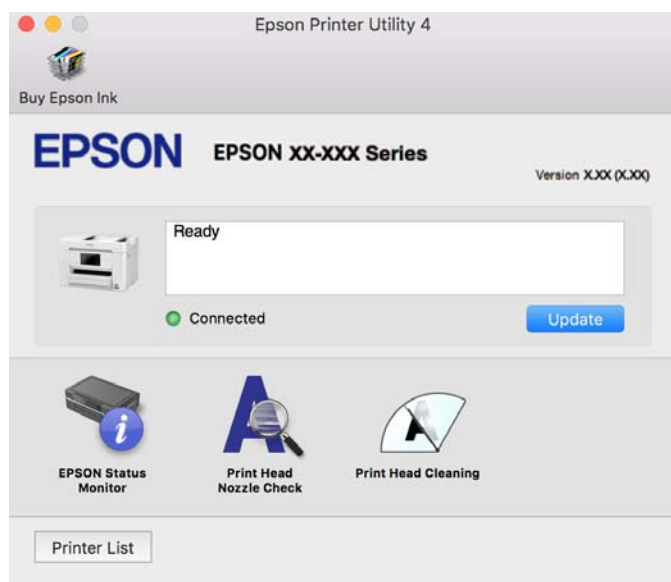 Epson Printer Utility 4
Buy Epson Ink
EPSON
EPSON XX-XXX Series
Version X.XX (X.XX)
Ready
Connected
Update
EPSON Status
Monitor
Print Head
Nozzle Check
Print Head Cleaning
Printer List